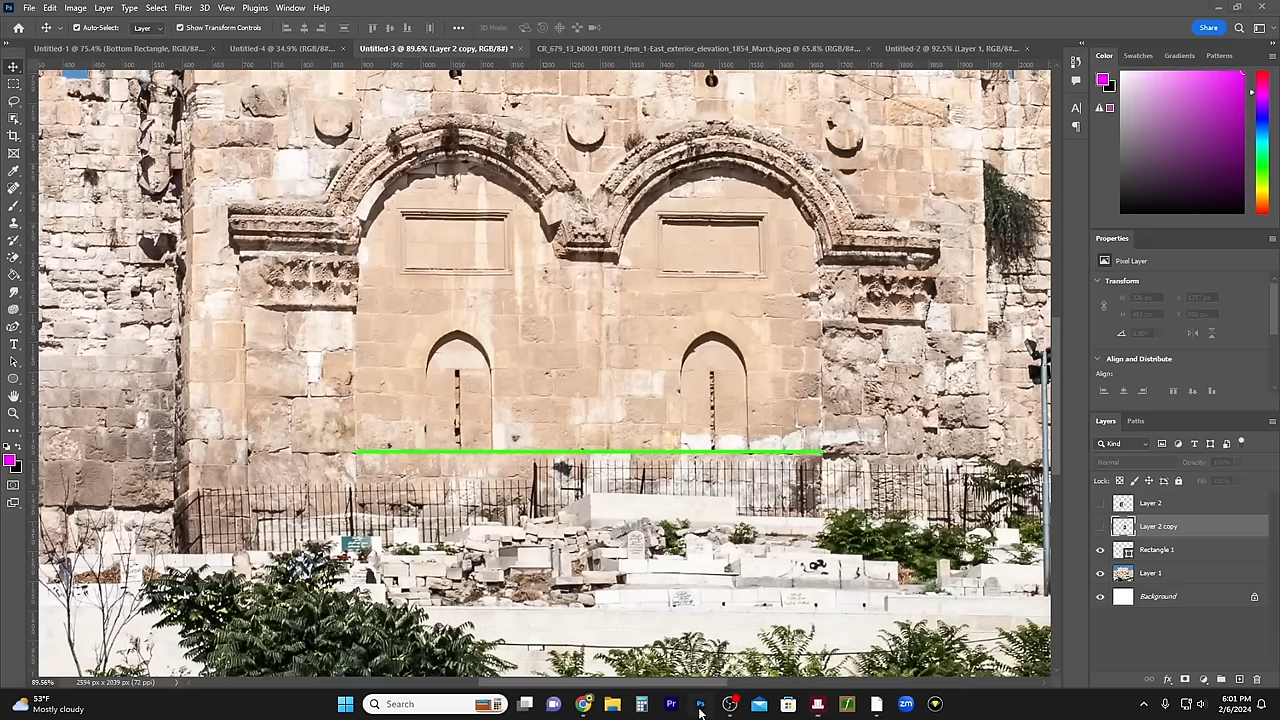 File Edit Image Layer Type Select Filter 3D View Plugins Window Help
Auto-Select: Layer Show Transform Controls 3D Mode: Share
Untitled-1 @ 75.4% (Bottom Rectangle, RGB/8#... × Untitled-4 @ 34.9% (RGB/8#... × Untitled-3 @ 89.6% (Layer 2 copy, RGB/8#) * × CR_679_13_b0001_f0011_item_1-East_exterior_elevation_1854_March.jpeg @ 65.8% (RGB/8#... × Untitled-2 @ 92.5% (Layer 1, RGB/8#... ×
Color Swatches Gradients Patterns
Properties
Pixel Layer
Transform
Align and Distribute
Align:
Layers Paths
Kind
Normal Opacity: 100%
Lock: Fill: 100%
Layer 2
Layer 2 copy
Rectangle 1
Layer 1
Background
89.56% 2594 px x 2039 px (72 ppi)
53°F
Mostly cloudy
Search
6:01 PM
2/6/2024